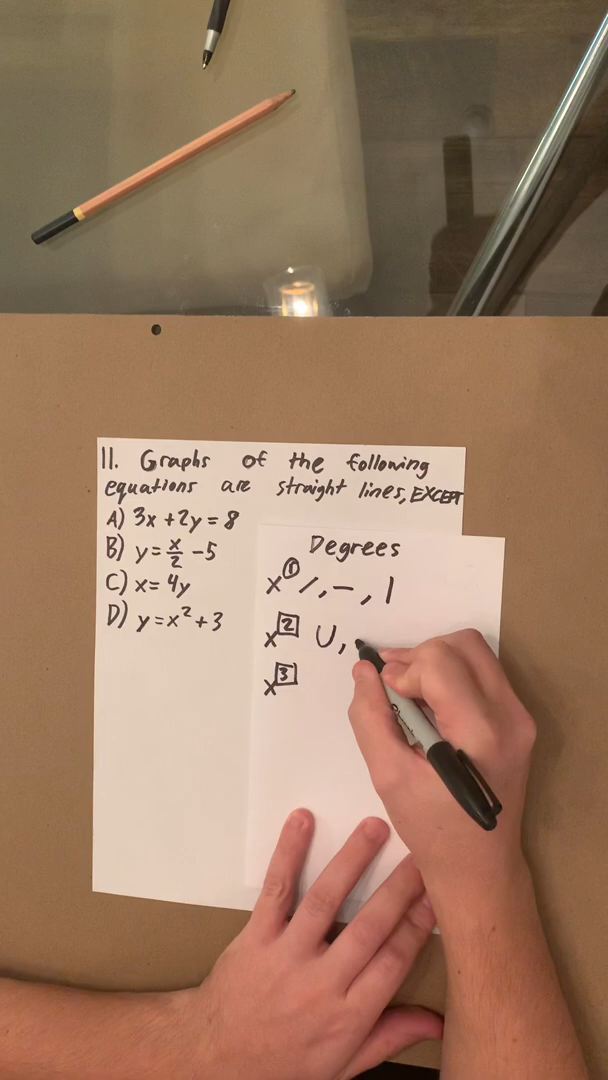 11. Graphs of the following
equations are straight lines, EXCEPT
A) 3x + 2y = 8
B) y = x/2 - 5
C) x = 4y
D) y = x² + 3
Degrees
x¹ /, -, |
x² U,
x³